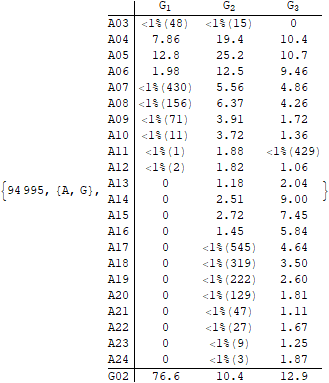 G1 G2 G3
A03 <1%(48) <1%(15) 0
A04 7.86 19.4 10.4
A05 12.8 25.2 10.7
A06 1.98 12.5 9.46
A07 <1%(430) 5.56 4.86
A08 <1%(156) 6.37 4.26
A09 <1%(71) 3.91 1.72
A10 <1%(11) 3.72 1.36
A11 <1%(1) 1.88 <1%(429)
A12 <1%(2) 1.82 1.06
A13 0 1.18 2.04
{94995, {A, G}, A14 0 2.51 9.00 }
A15 0 2.72 7.45
A16 0 1.45 5.84
A17 0 <1%(545) 4.64
A18 0 <1%(319) 3.50
A19 0 <1%(222) 2.60
A20 0 <1%(129) 1.81
A21 0 <1%(47) 1.11
A22 0 <1%(27) 1.67
A23 0 <1%(9) 1.25
A24 0 <1%(3) 1.87
G02 76.6 10.4 12.9